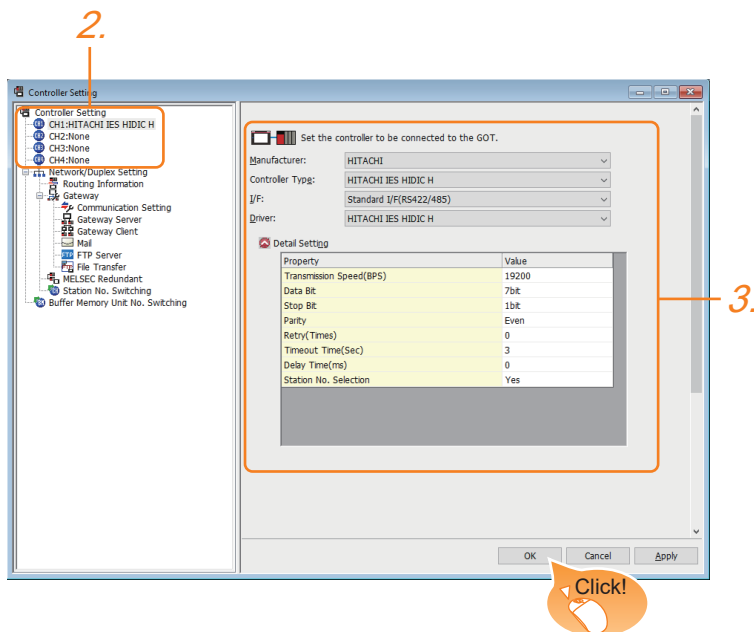 2.
Controller Setting
Controller Setting
CH1:HITACHI IES HIDIC H
CH2:None
CH3:None
CH4:None
Network/Duplex Setting
Routing Information
Gateway
Communication Setting
Gateway Server
Gateway Client
Mail
FTP Server
File Transfer
MELSEC Redundant
Station No. Switching
Buffer Memory Unit No. Switching
Set the controller to be connected to the GOT.
Manufacturer: HITACHI
Controller Type: HITACHI IES HIDIC H
I/F: Standard I/F(RS422/485)
Driver: HITACHI IES HIDIC H
Detail Setting
Property Value
Transmission Speed(BPS) 19200
Data Bit 7bit
Stop Bit 1bit
Parity Even
Retry(Times) 0
Timeout Time(Sec) 3
Delay Time(ms) 0
Station No. Selection Yes
3.
OK Cancel Apply
Click!